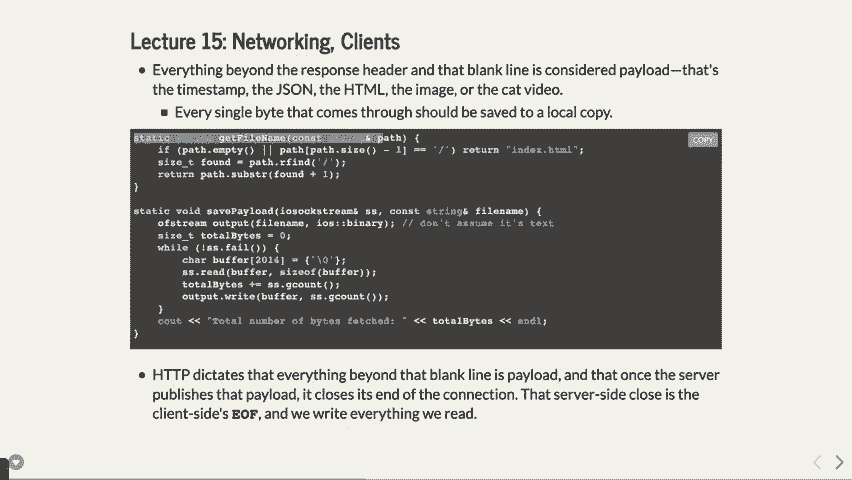 Lecture 15: Networking, Clients
• Everything beyond the response header and that blank line is considered payload—that's
the timestamp, the JSON, the HTML, the image, or the cat video.
▪ Every single byte that comes through should be saved to a local copy.
COPY
static getFileName(const & path) {
if (path.empty() || path[path.size() - 1] == '/') return "index.html";
size_t found = path.rfind('/');
return path.substr(found + 1);
}
static void savePayload(iosockstream& ss, const string& filename) {
ofstream output(filename, ios::binary); // don't assume it's text
size_t totalBytes = 0;
while (!ss.fail()) {
char buffer[2014] = {'\0'};
ss.read(buffer, sizeof(buffer));
totalBytes += ss.gcount();
output.write(buffer, ss.gcount());
}
cout << "Total number of bytes fetched: " << totalBytes << endl;
}
• HTTP dictates that everything beyond that blank line is payload, and that once the server
publishes that payload, it closes its end of the connection. That server-side close is the
client-side's EOF, and we write everything we read.